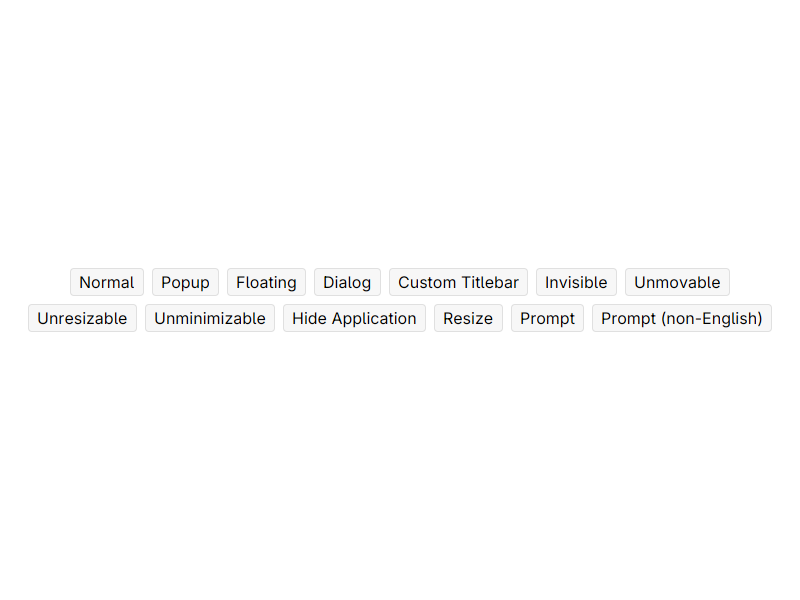 Normal Popup Floating Dialog Custom Titlebar Invisible Unmovable
Unresizable Unminimizable Hide Application Resize Prompt Prompt (non-English)